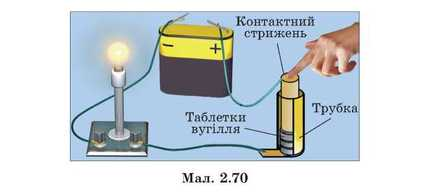 Контактний
стрижень
− +
Таблетки
вугілля
Трубка
Мал. 2.70